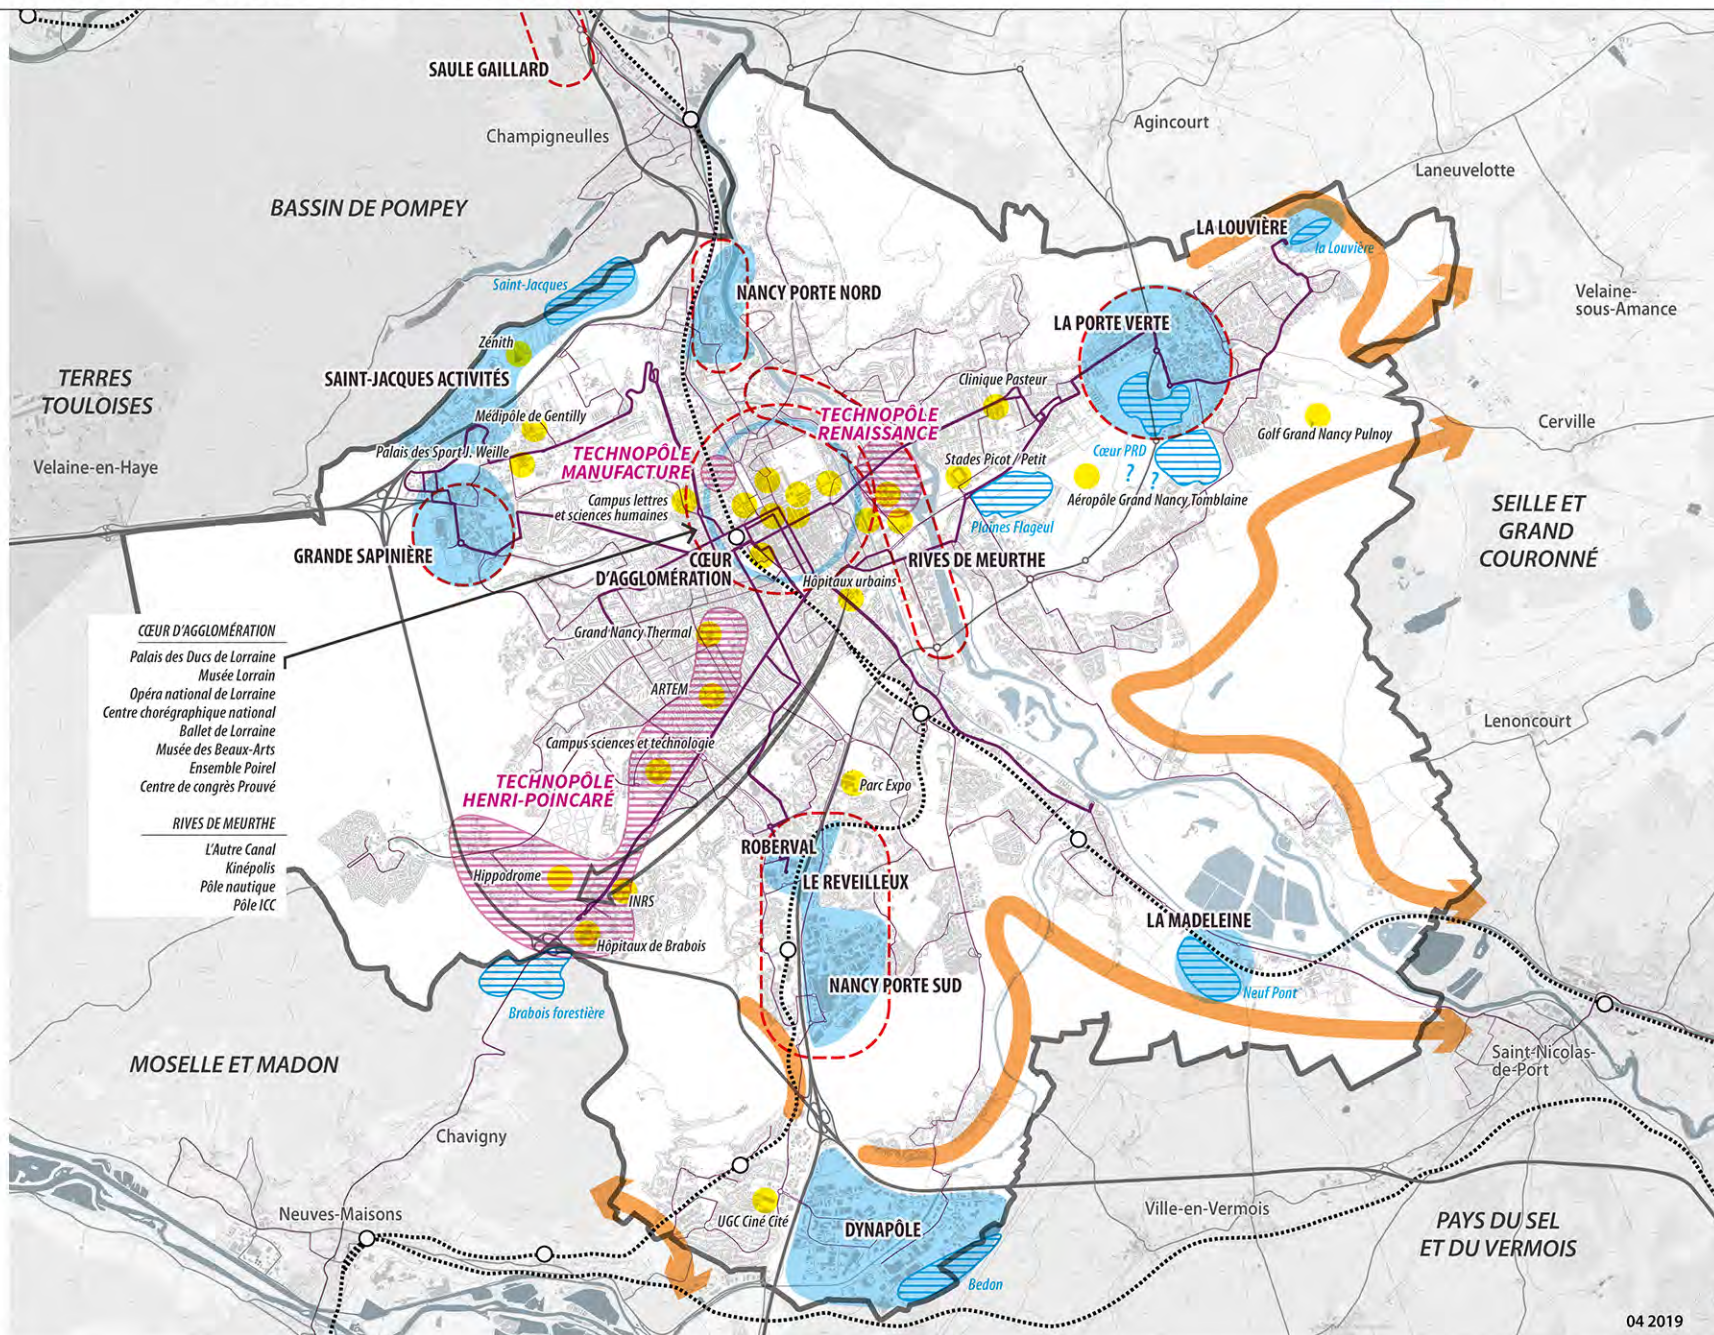 SAULE GAILLARD
Champigneulles
Agincourt
Laneuvelotte
BASSIN DE POMPEY
LA LOUVIÈRE
la Louvière
Saint-Jacques
NANCY PORTE NORD
Velaine-
sous-Amance
LA PORTE VERTE
Zénith
TERRES
TOULOISES
SAINT-JACQUES ACTIVITÉS
Clinique Pasteur
Médipôle de Gentilly
TECHNOPÔLE
RENAISSANCE
Cerville
Golf Grand Nancy Pulnoy
Palais des Sport J. Weille
TECHNOPÔLE
MANUFACTURE
Cœur PRD
? ?
Velaine-en-Haye
Stades Picot / Petit
Campus lettres
et sciences humaines
Aéropôle Grand Nancy Tomblaine
Plaines Flageul
SEILLE ET
GRAND
COURONNÉ
GRANDE SAPINIÈRE
CŒUR
D'AGGLOMÉRATION
RIVES DE MEURTHE
Hôpitaux urbains
CŒUR D'AGGLOMÉRATION
Palais des Ducs de Lorraine
Musée Lorrain
Opéra national de Lorraine
Centre chorégraphique national
Ballet de Lorraine
Musée des Beaux-Arts
Ensemble Poirel
Centre de congrès Prouvé
RIVES DE MEURTHE
L'Autre Canal
Kinépolis
Pôle nautique
Pôle ICC
Grand Nancy Thermal
ARTEM
Lenoncourt
Campus sciences et technologie
TECHNOPÔLE
HENRI-POINCARÉ
Parc Expo
ROBERVAL
Hippodrome
LE REVEILLEUX
INRS
LA MADELEINE
Hôpitaux de Brabois
NANCY PORTE SUD
Neuf Pont
Brabois forestière
MOSELLE ET MADON
Saint-Nicolas-
de-Port
Chavigny
Neuves-Maisons
UGC Ciné Cité
DYNAPÔLE
Ville-en-Vermois
PAYS DU SEL
ET DU VERMOIS
Bedon
04 2019